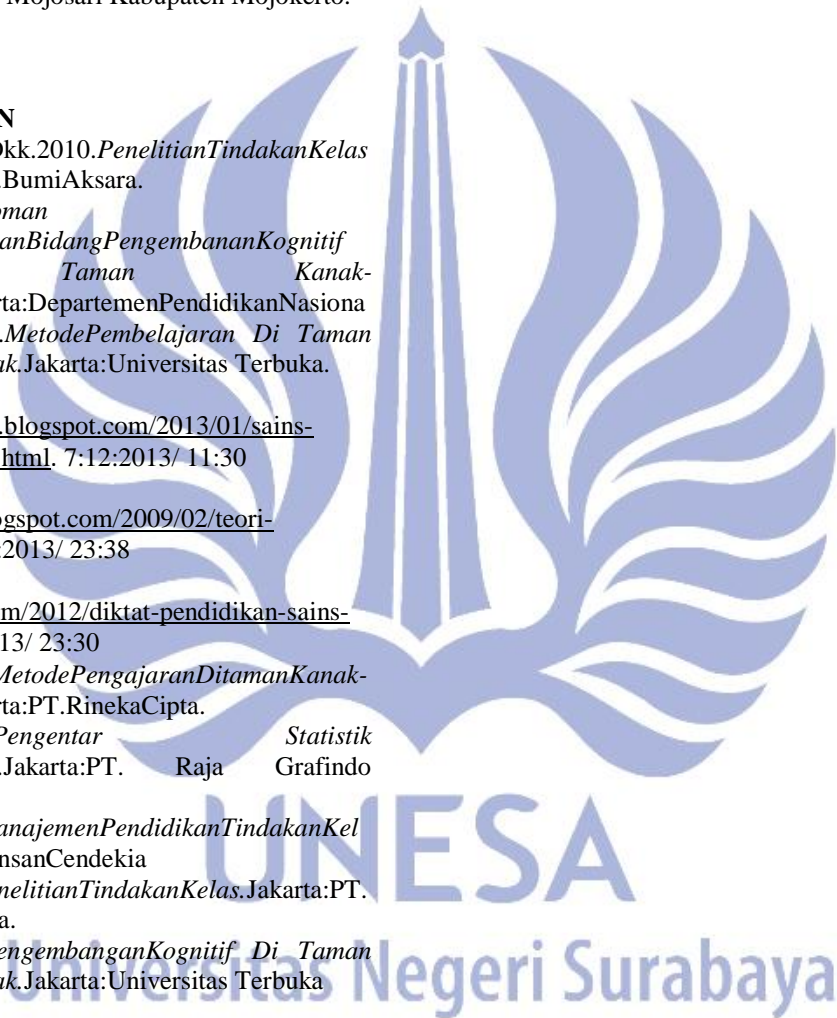 Mojosari Kabupaten Mojokerto.
N
Dkk.2010.PenelitianTindakanKelas
.BumiAksara.
oman
anBidangPengembananKognitif
Taman Kanak-
rta:DepartemenPendidikanNasiona
.MetodePembelajaran Di Taman
ak.Jakarta:Universitas Terbuka.
.blogspot.com/2013/01/sains-
.html. 7:12:2013/ 11:30
ogspot.com/2009/02/teori-
:2013/ 23:38
m/2012/diktat-pendidikan-sains-
13/ 23:30
MetodePengajaranDitamanKanak-
rta:PT.RinekaCipta.
Pengentar Statistik
.Jakarta:PT. Raja Grafindo
anajemenPendidikanTindakanKel
nsanCendekia
nelitianTindakanKelas.Jakarta:PT.
a.
engembanganKognitif Di Taman
ak.Jakarta:Universitas Terbuka
UNESA
Universitas Negeri Surabaya